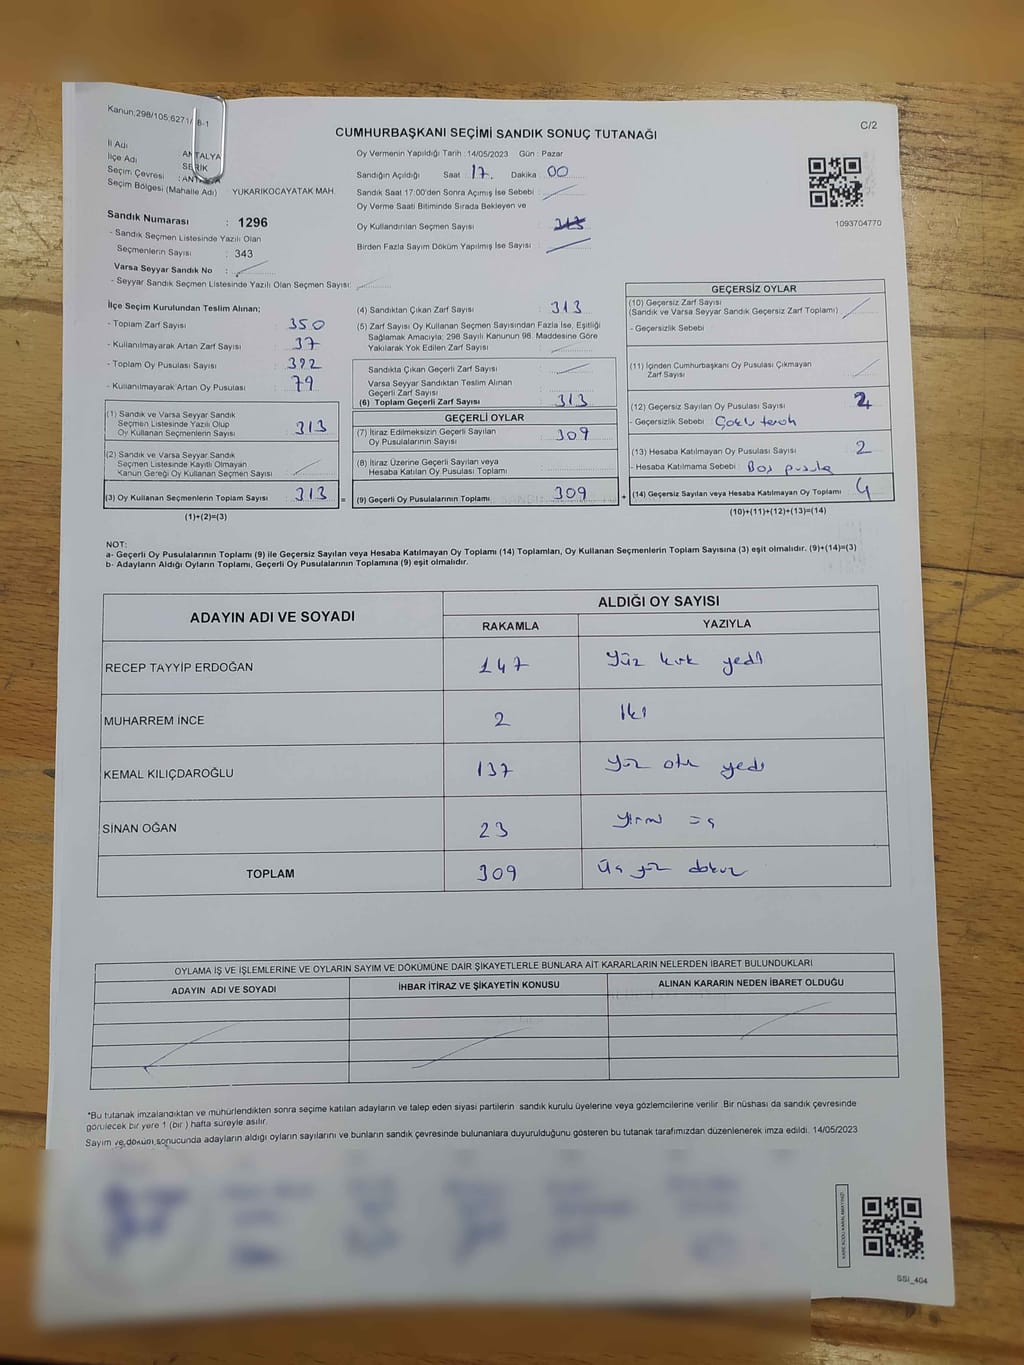 Kanun;298/105;6271/ 8-1
C/2
CUMHURBAŞKANI SEÇİMİ SANDIK SONUÇ TUTANAĞI
İl Adı ANTALYA
İlçe Adı SERİK
Seçim Çevresi : ANTALYA
Seçim Bölgesi (Mahalle Adı) YUKARIKOCAYATAK MAH.
Sandık Numarası : 1296
- Sandık Seçmen Listesinde Yazılı Olan
Seçmenlerin Sayısı : 343
Varsa Seyyar Sandık No :
- Seyyar Sandık Seçmen Listesinde Yazılı Olan Seçmen Sayısı:
Oy Vermenin Yapıldığı Tarih : 14/05/2023 Gün : Pazar
Sandığın Açıldığı Saat 17. Dakika 00
Sandık Saat 17:00'den Sonra Açımış İse Sebebi :
Oy Verme Saati Bitiminde Sırada Bekleyen ve
Oy Kullandırılan Seçmen Sayısı : 313
Birden Fazla Sayım Döküm Yapılmış İse Sayısı :
1093704770
İlçe Seçim Kurulundan Teslim Alınan;
- Toplam Zarf Sayısı : 350
- Kullanılmayarak Artan Zarf Sayısı : 37
- Toplam Oy Pusulası Sayısı : 392
- Kullanılmayarak Artan Oy Pusulası : 79
(1) Sandık ve Varsa Seyyar Sandık
Seçmen Listesinde Yazılı Olup
Oy Kullanan Seçmenlerin Sayısı : 313
(2) Sandık ve Varsa Seyyar Sandık
Seçmen Listesinde Kayıtlı Olmayan
Kanun Gereği Oy Kullanan Seçmen Sayısı :
(3) Oy Kullanan Seçmenlerin Toplam Sayısı : 313 =
(1)+(2)=(3)
(4) Sandıktan Çıkan Zarf Sayısı : 313
(5) Zarf Sayısı Oy Kullanan Seçmen Sayısından Fazla İse, Eşitliği
Sağlamak Amacıyla; 298 Sayılı Kanunun 98. Maddesine Göre
Yakılarak Yok Edilen Zarf Sayısı :
Sandıkta Çıkan Geçerli Zarf Sayısı :
Varsa Seyyar Sandıktan Teslim Alınan
Geçerli Zarf Sayısı :
(6) Toplam Geçerli Zarf Sayısı : 313
GEÇERLİ OYLAR
(7) İtiraz Edilmeksizin Geçerli Sayılan
Oy Pusulalarının Sayısı : 309
(8) İtiraz Üzerine Geçerli Sayılan veya
Hesaba Katılan Oy Pusulası Toplamı :
(9) Geçerli Oy Pusulalarının Toplamı : 309 +
GEÇERSİZ OYLAR
(10) Geçersiz Zarf Sayısı
(Sandık ve Varsa Seyyar Sandık Geçersiz Zarf Toplamı) :
- Geçersizlik Sebebi :
(11) İçinden Cumhurbaşkanı Oy Pusulası Çıkmayan
Zarf Sayısı :
(12) Geçersiz Sayılan Oy Pusulası Sayısı : 2
- Geçersizlik Sebebi : Çoklu tercih
(13) Hesaba Katılmayan Oy Pusulası Sayısı : 2
- Hesaba Katılmama Sebebi : Boş pusula
(14) Geçersiz Sayılan veya Hesaba Katılmayan Oy Toplamı : 4
(10)+(11)+(12)+(13)=(14)
NOT:
a- Geçerli Oy Pusulalarının Toplamı (9) ile Geçersiz Sayılan veya Hesaba Katılmayan Oy Toplamı (14) Toplamları, Oy Kullanan Seçmenlerin Toplam Sayısına (3) eşit olmalıdır. (9)+(14)=(3)
b- Adayların Aldığı Oyların Toplamı, Geçerli Oy Pusulalarının Toplamına (9) eşit olmalıdır.
ADAYIN ADI VE SOYADI ALDIĞI OY SAYISI
RAKAMLA YAZIYLA
RECEP TAYYİP ERDOĞAN 147 Yüz kırk yedi
MUHARREM İNCE 2 İki
KEMAL KILIÇDAROĞLU 137 Yüz otuz yedi
SİNAN OĞAN 23 Yirmi üç
TOPLAM 309 Üç yüz dokuz
OYLAMA İŞ VE İŞLEMLERİNE VE OYLARIN SAYIM VE DÖKÜMÜNE DAİR ŞİKAYETLERLE BUNLARA AİT KARARLARIN NELERDEN İBARET BULUNDUKLARI
ADAYIN ADI VE SOYADI İHBAR İTİRAZ VE ŞİKAYETİN KONUSU ALINAN KARARIN NEDEN İBARET OLDUĞU
*Bu tutanak imzalandıktan ve mühürlendikten sonra seçime katılan adayların ve talep eden siyasi partilerin sandık kurulu üyelerine veya gözlemcilerine verilir. Bir nüshası da sandık çevresinde
görülecek bir yere 1 (bir) hafta süreyle asılır.
Sayım ve döküm sonucunda adayların aldığı oyların sayılarını ve bunların sandık çevresinde bulunanlara duyurulduğunu gösteren bu tutanak tarafımızdan düzenlenerek imza edildi. 14/05/2023
KARE KODU KARALAMAYINIZ!
SSI_404